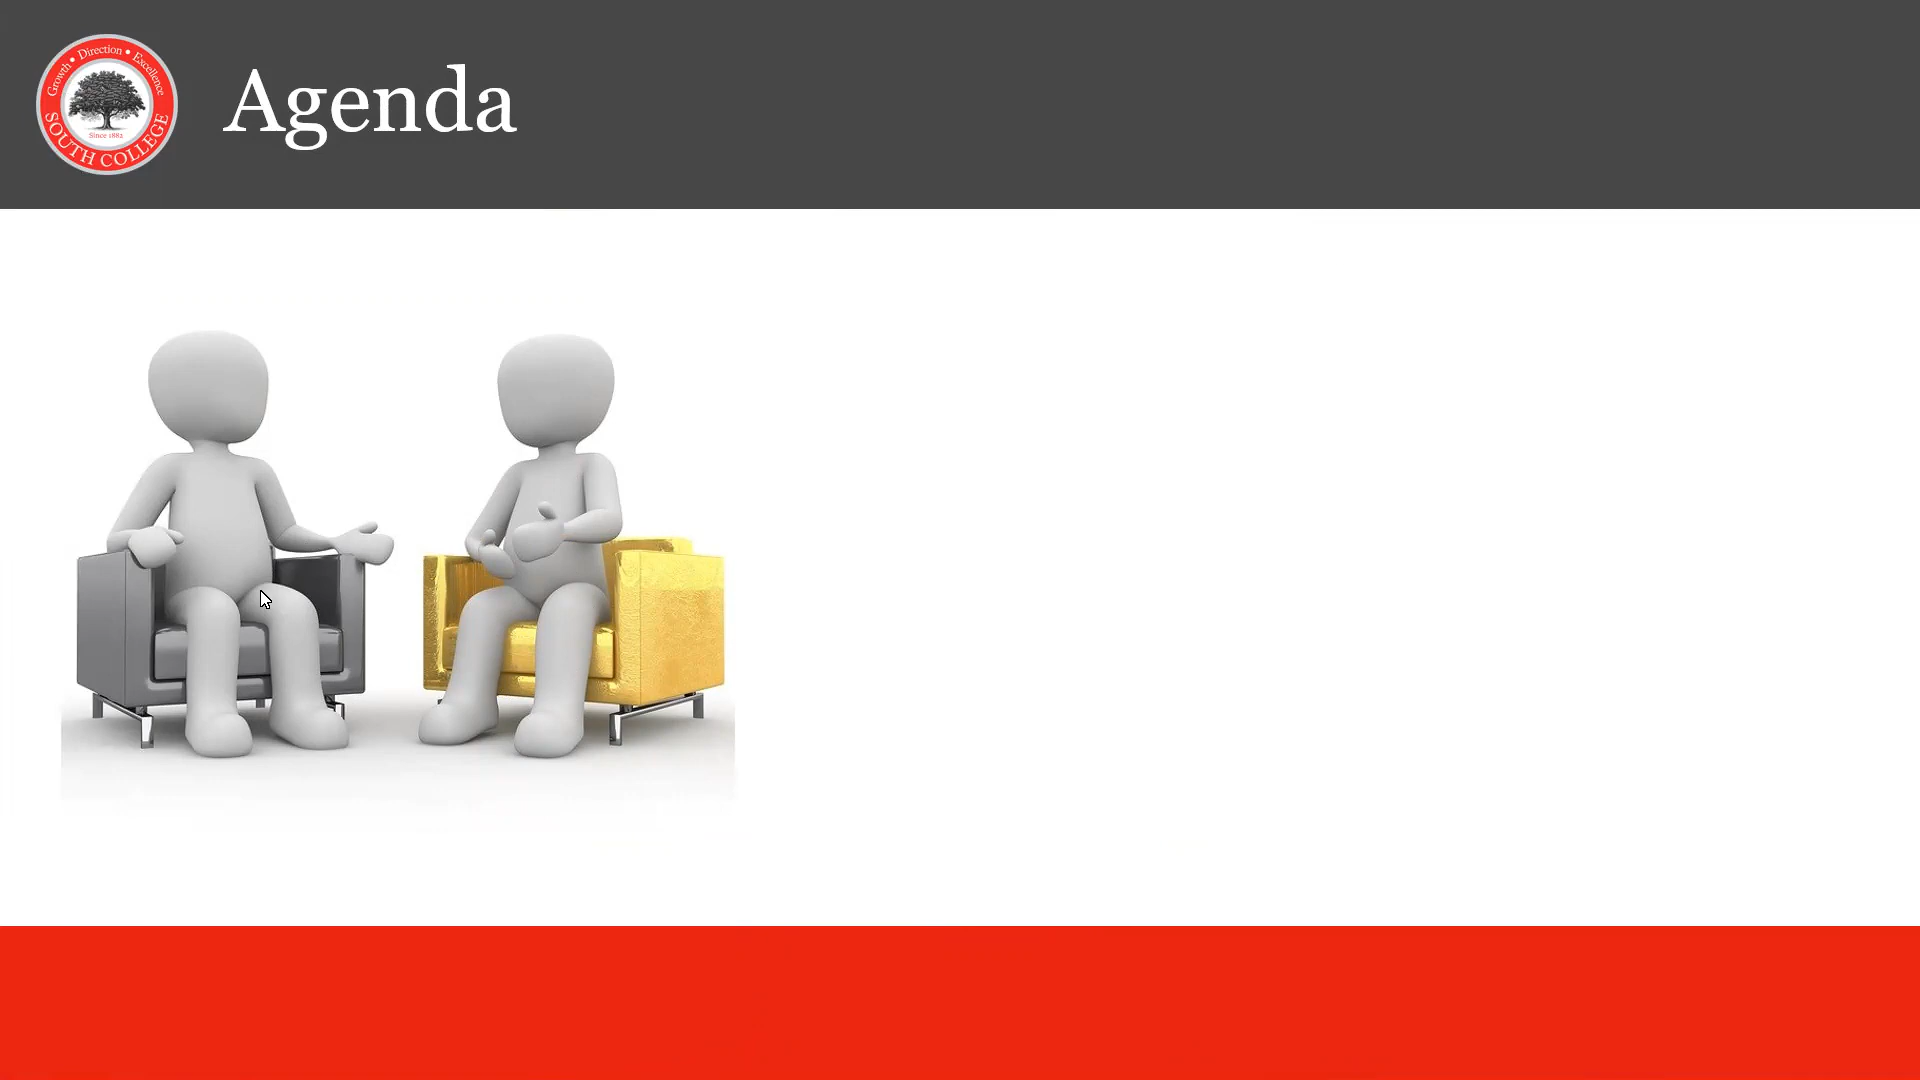 Growth • Direction • Excellence
Since 1882
SOUTH COLLEGE
Agenda